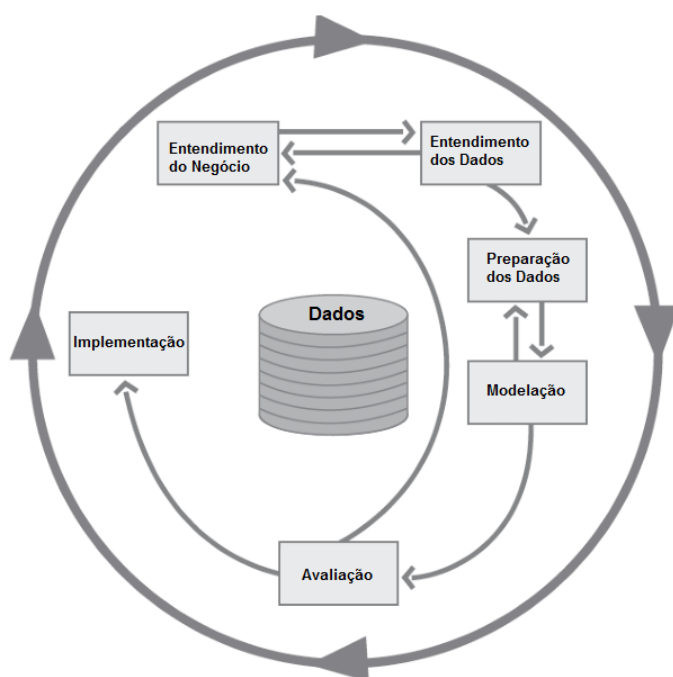 Entendimento
do Negócio
Entendimento
dos Dados
Preparação
dos Dados
Dados
Implementação
Modelação
Avaliação